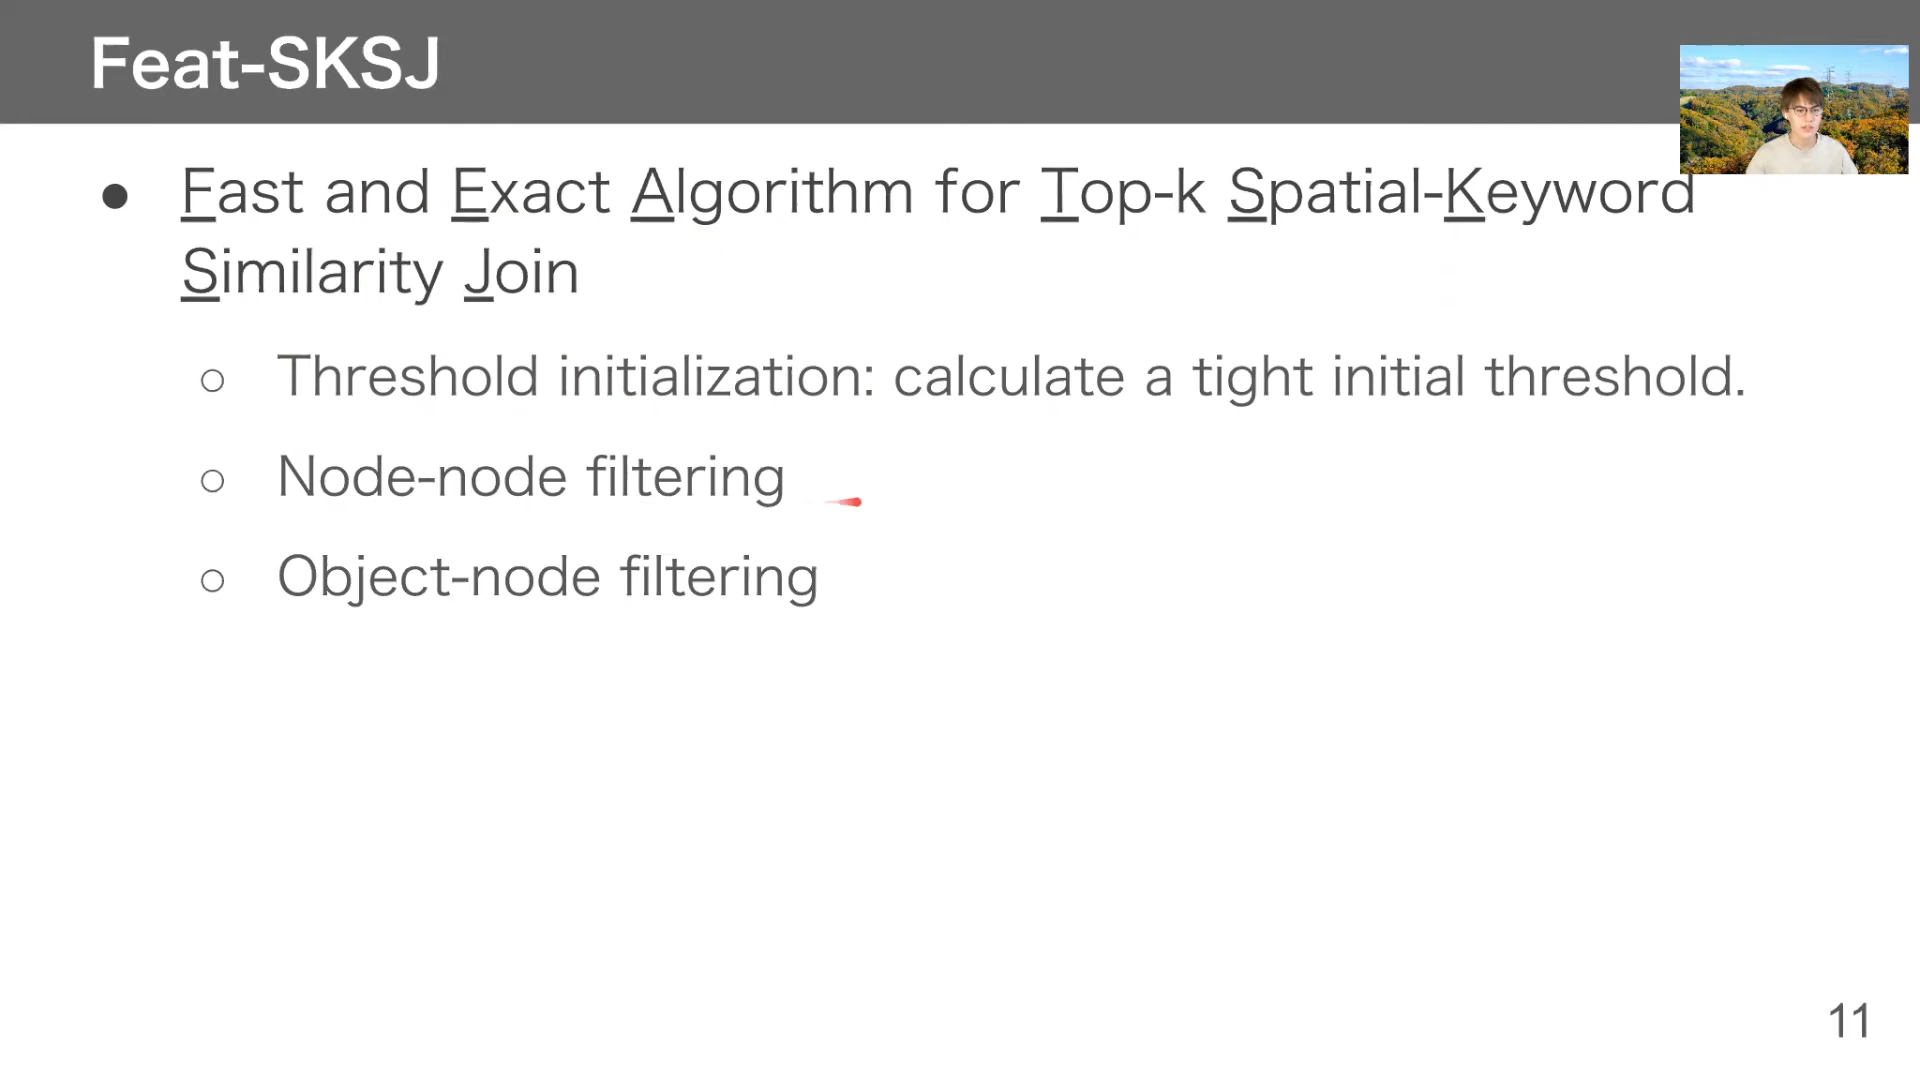 Feat-SKSJ
● Fast and Exact Algorithm for Top-k Spatial-Keyword
Similarity Join
○ Threshold initialization: calculate a tight initial threshold.
○ Node-node filtering
○ Object-node filtering
11